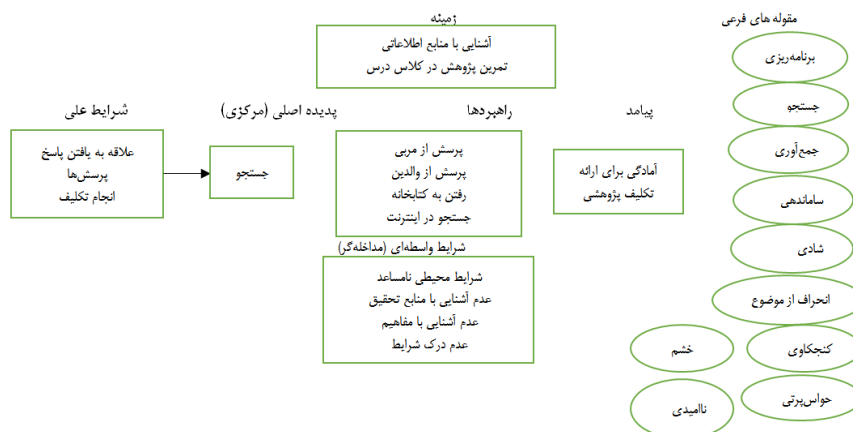 زمینه
آشنایی با منابع اطلاعاتی
تمرین پژوهش در کلاس درس
شرایط علی
علاقه به یافتن پاسخ
پرسش‌ها
انجام تکلیف
پدیده اصلی (مرکزی)
جستجو
راهبردها
پرسش از مربی
پرسش از والدین
رفتن به کتابخانه
جستجو در اینترنت
پیامد
آمادگی برای ارائه
تکلیف پژوهشی
شرایط واسطه‌ای (مداخله‌گر)
شرایط محیطی نامساعد
عدم آشنایی با منابع تحقیق
عدم آشنایی با مفاهیم
عدم درک شرایط
مقوله های فرعی
برنامه‌ریزی
جستجو
جمع‌آوری
ساماندهی
شادی
انحراف از موضوع
کنجکاوی
خشم
حواس‌پرتی
ناامیدی